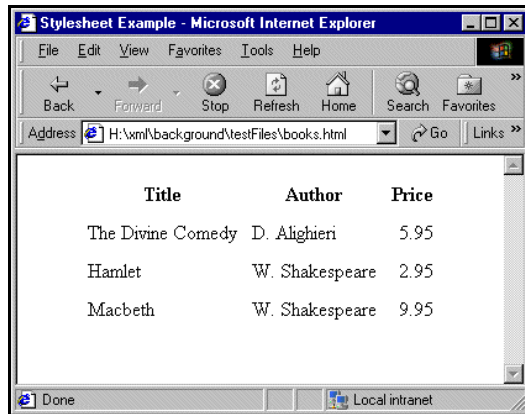 Stylesheet Example - Microsoft Internet Explorer
File Edit View Favorites Tools Help
Back Forward Stop Refresh Home Search Favorites »
Address H:\xml\background\testFiles\books.html Go Links »
Title Author Price
The Divine Comedy D. Alighieri 5.95
Hamlet W. Shakespeare 2.95
Macbeth W. Shakespeare 9.95
Done Local intranet